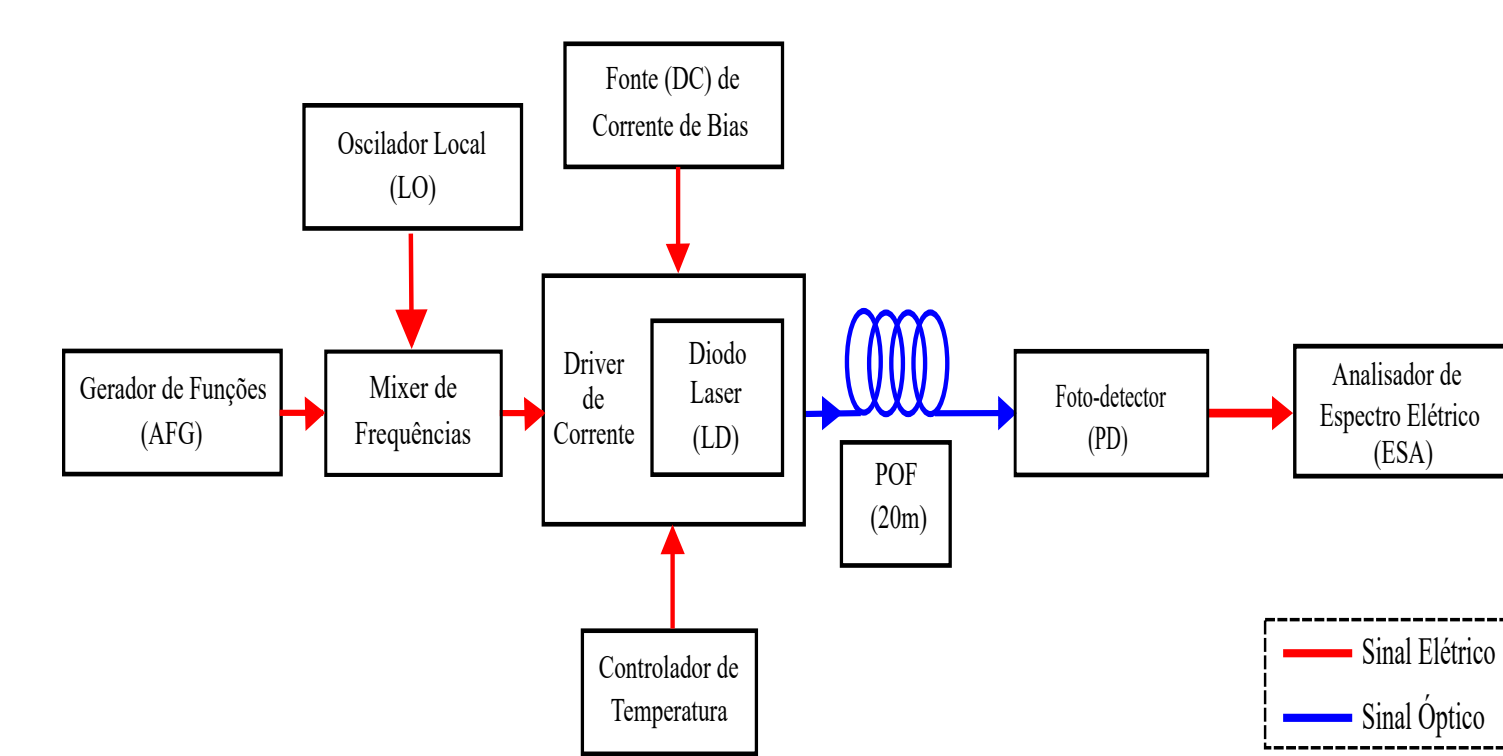 Fonte (DC) de
Corrente de Bias
Oscilador Local
(LO)
Gerador de Funções
(AFG)
Mixer de
Frequências
Driver
de
Corrente
Diodo
Laser
(LD)
POF
(20m)
Foto-detector
(PD)
Analisador de
Espectro Elétrico
(ESA)
Controlador de
Temperatura
Sinal Elétrico
Sinal Óptico